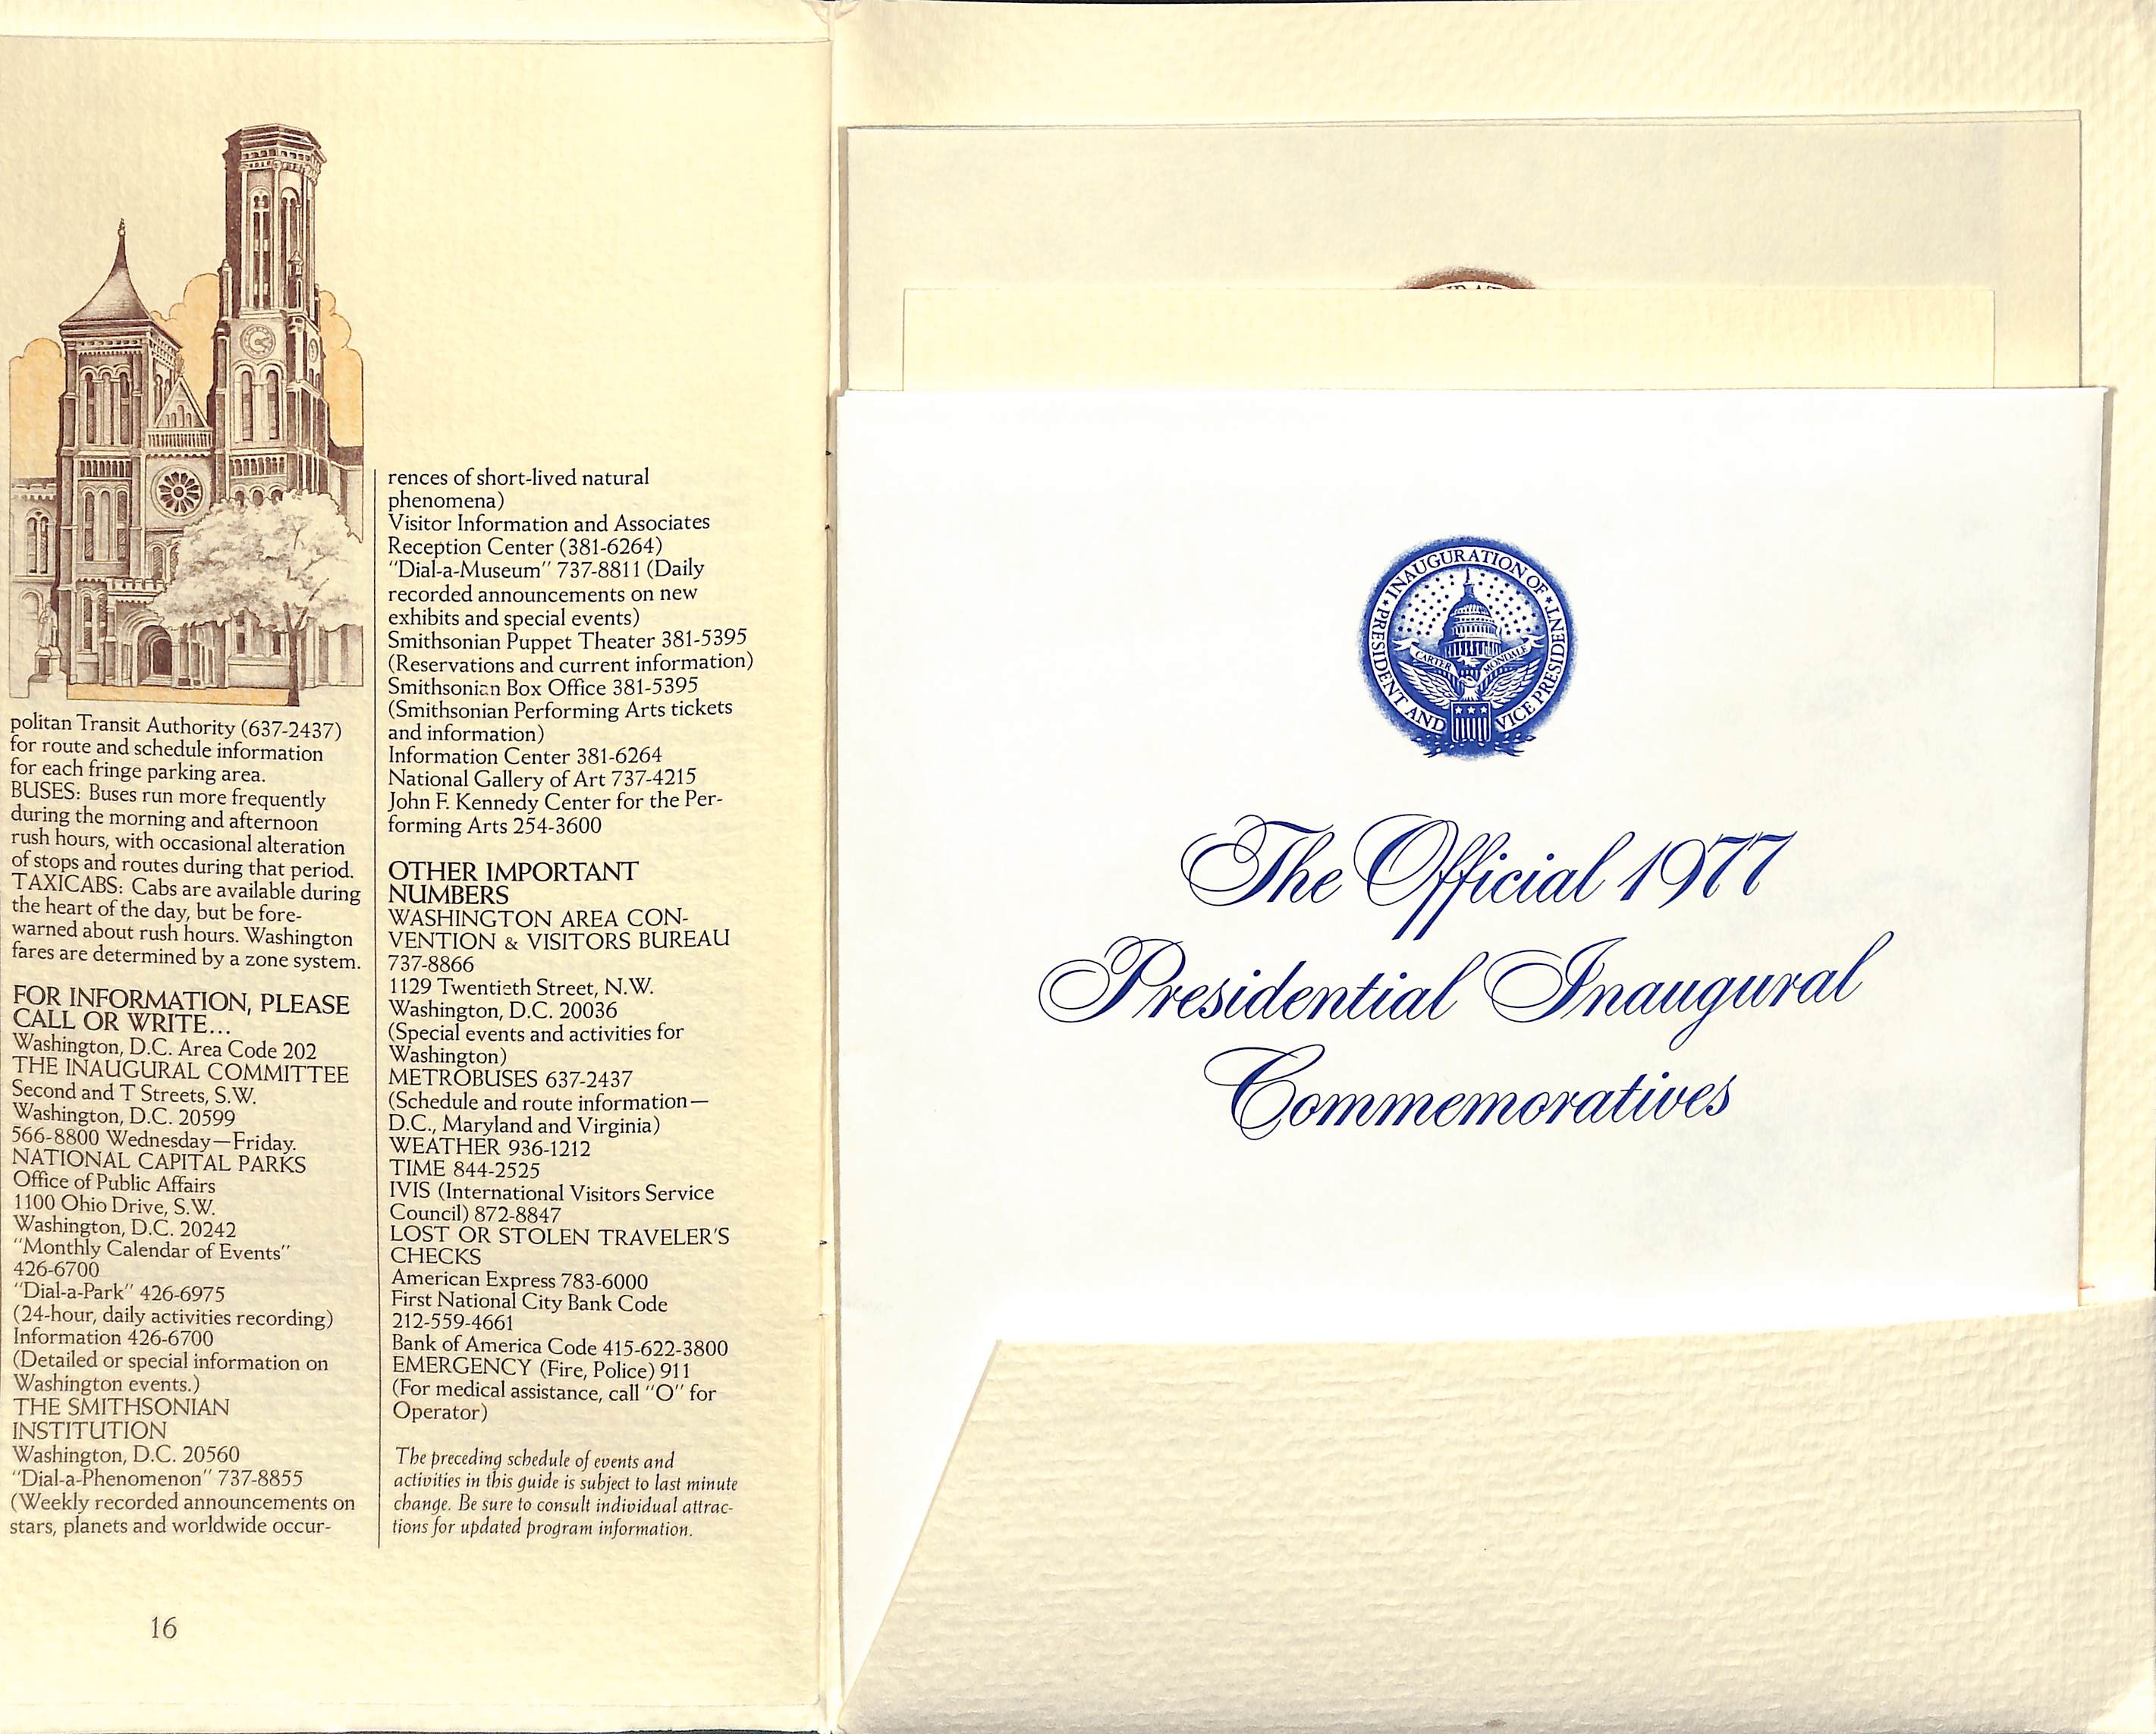 politan Transit Authority (637-2437)
for route and schedule information
for each fringe parking area.
BUSES: Buses run more frequently
during the morning and afternoon
rush hours, with occasional alteration
of stops and routes during that period.
TAXICABS: Cabs are available during
the heart of the day, but be fore-
warned about rush hours. Washington
fares are determined by a zone system.
FOR INFORMATION, PLEASE
CALL OR WRITE...
Washington, D.C. Area Code 202
THE INAUGURAL COMMITTEE
Second and T Streets, S.W.
Washington, D.C. 20599
566-8800 Wednesday—Friday.
NATIONAL CAPITAL PARKS
Office of Public Affairs
1100 Ohio Drive, S.W.
Washington, D.C. 20242
"Monthly Calendar of Events"
426-6700
"Dial-a-Park" 426-6975
(24-hour, daily activities recording)
Information 426-6700
(Detailed or special information on
Washington events.)
THE SMITHSONIAN
INSTITUTION
Washington, D.C. 20560
"Dial-a-Phenomenon" 737-8855
(Weekly recorded announcements on
stars, planets and worldwide occur-
16
rences of short-lived natural
phenomena)
Visitor Information and Associates
Reception Center (381-6264)
"Dial-a-Museum" 737-8811 (Daily
recorded announcements on new
exhibits and special events)
Smithsonian Puppet Theater 381-5395
(Reservations and current information)
Smithsonian Box Office 381-5395
(Smithsonian Performing Arts tickets
and information)
Information Center 381-6264
National Gallery of Art 737-4215
John F. Kennedy Center for the Per-
forming Arts 254-3600
OTHER IMPORTANT
NUMBERS
WASHINGTON AREA CON-
VENTION & VISITORS BUREAU
737-8866
1129 Twentieth Street, N.W.
Washington, D.C. 20036
(Special events and activities for
Washington)
METROBUSES 637-2437
(Schedule and route information—
D.C., Maryland and Virginia)
WEATHER 936-1212
TIME 844-2525
IVIS (International Visitors Service
Council) 872-8847
LOST OR STOLEN TRAVELER'S
CHECKS
American Express 783-6000
First National City Bank Code
212-559-4661
Bank of America Code 415-622-3800
EMERGENCY (Fire, Police) 911
(For medical assistance, call "O" for
Operator)
The preceding schedule of events and
activities in this guide is subject to last minute
change. Be sure to consult individual attrac-
tions for updated program information.
INAUGURATION OF
PRESIDENT AND VICE PRESIDENT
CARTER MONDALE
The Official 1977
Presidential Inaugural
Commemoratives